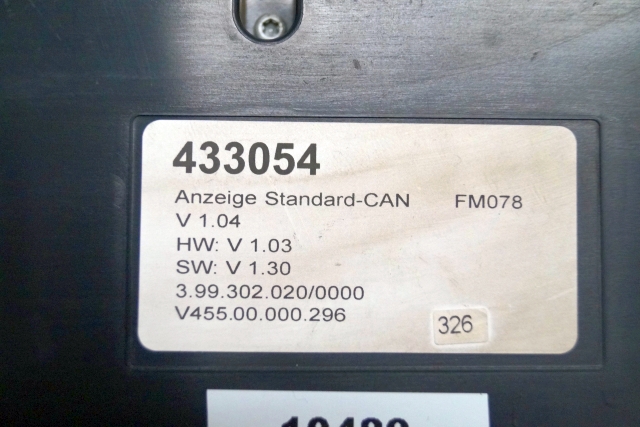 433054
Anzeige Standard-CAN FM078
V 1.04
HW: V 1.03
SW: V 1.30
3.99.302.020/0000
V455.00.000.296
326